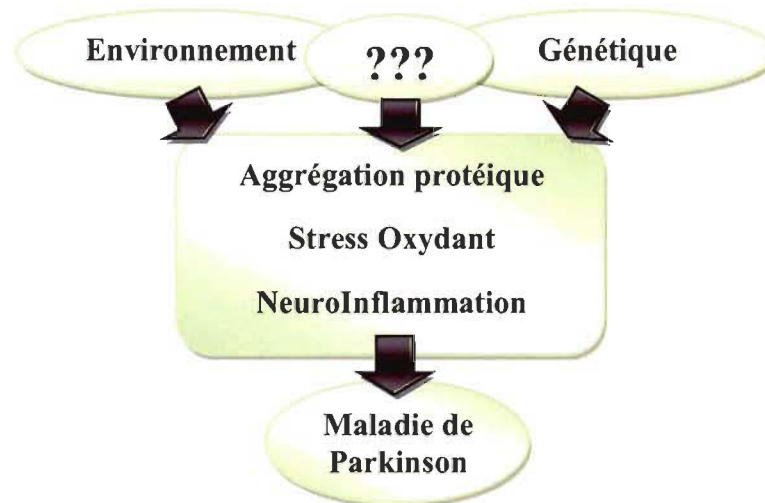 Environnement
???
Génétique
Aggrégation protéique
Stress Oxydant
NeuroInflammation
Maladie de
Parkinson